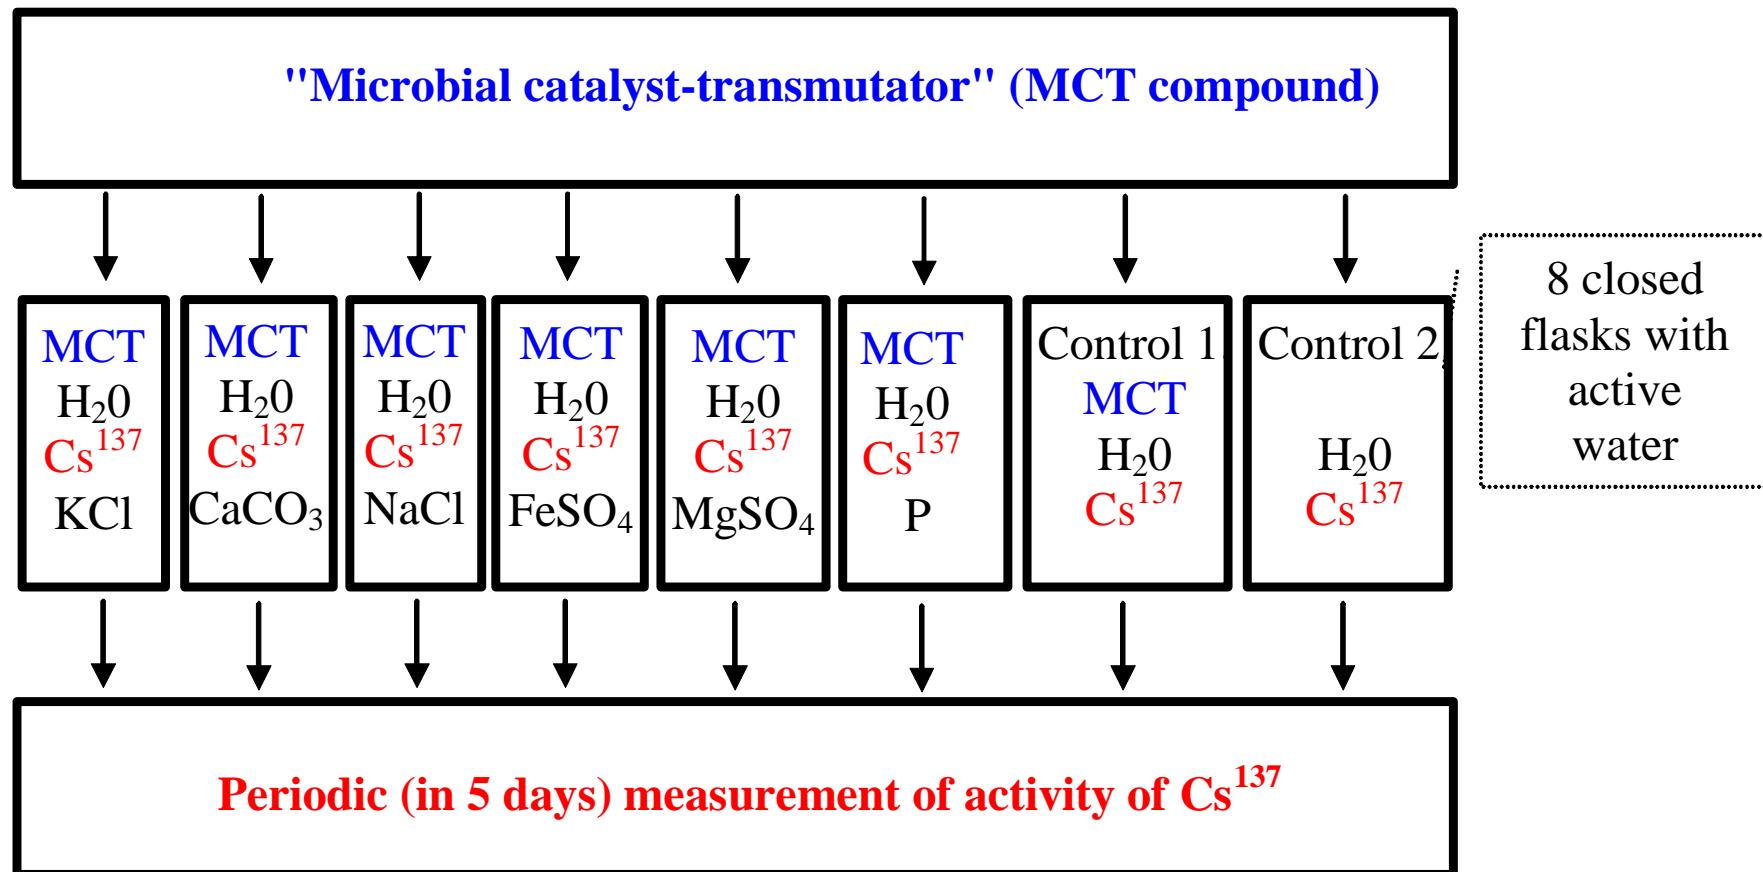 "Microbial catalyst-transmutator" (MCT compound)
MCT
H₂0
Cs¹³⁷
KCl
MCT
H₂0
Cs¹³⁷
CaCO₃
MCT
H₂0
Cs¹³⁷
NaCl
MCT
H₂0
Cs¹³⁷
FeSO₄
MCT
H₂0
Cs¹³⁷
MgSO₄
MCT
H₂0
Cs¹³⁷
P
Control 1.
MCT
H₂0
Cs¹³⁷
Control 2.
H₂0
Cs¹³⁷
8 closed
flasks with
active
water
Periodic (in 5 days) measurement of activity of Cs¹³⁷